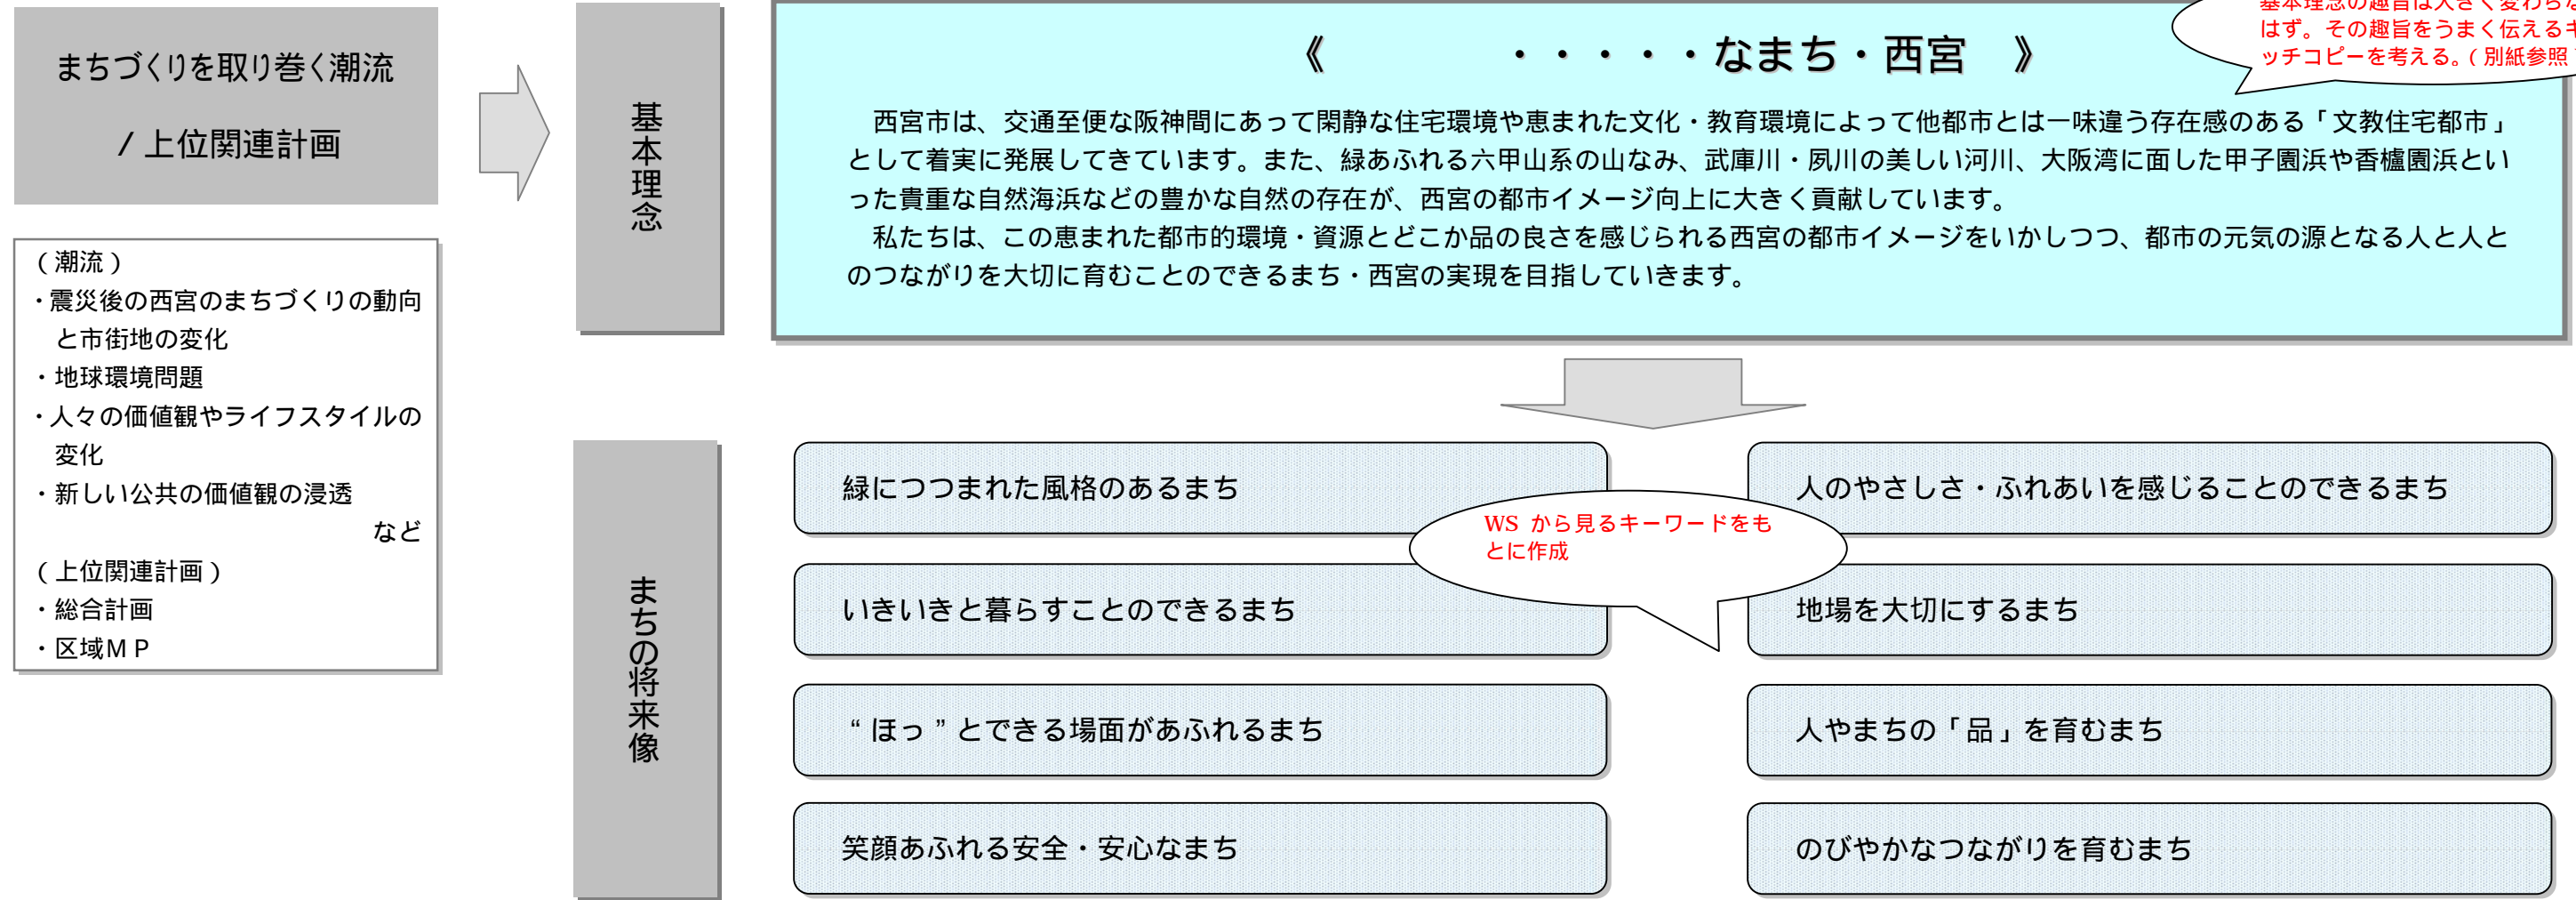 まちづくりを取り巻く潮流
/ 上位関連計画
(潮流)
・震災後の西宮のまちづくりの動向
と市街地の変化
・地球環境問題
・人々の価値観やライフスタイルの
変化
・新しい公共の価値観の浸透
など
(上位関連計画)
・総合計画
・区域MP
基本理念
《 ・・・・・なまち・西宮 》
基本理念の趣旨は大きく変わらな
はず。その趣旨をうまく伝えるキ
ッチコピーを考える。(別紙参照
西宮市は、交通至便な阪神間にあって閑静な住宅環境や恵まれた文化・教育環境によって他都市とは一味違う存在感のある「文教住宅都市」
として着実に発展してきています。また、緑あふれる六甲山系の山なみ、武庫川・夙川の美しい河川、大阪湾に面した甲子園浜や香櫨園浜とい
った貴重な自然海浜などの豊かな自然の存在が、西宮の都市イメージ向上に大きく貢献しています。
私たちは、この恵まれた都市的環境・資源とどこか品の良さを感じられる西宮の都市イメージをいかしつつ、都市の元気の源となる人と人と
のつながりを大切に育むことのできるまち・西宮の実現を目指していきます。
まちの将来像
緑につつまれた風格のあるまち
人のやさしさ・ふれあいを感じることのできるまち
WS から見るキーワードをも
とに作成
いきいきと暮らすことのできるまち
地場を大切にするまち
“ほっ”とできる場面があふれるまち
人やまちの「品」を育むまち
笑顔あふれる安全・安心なまち
のびやかなつながりを育むまち